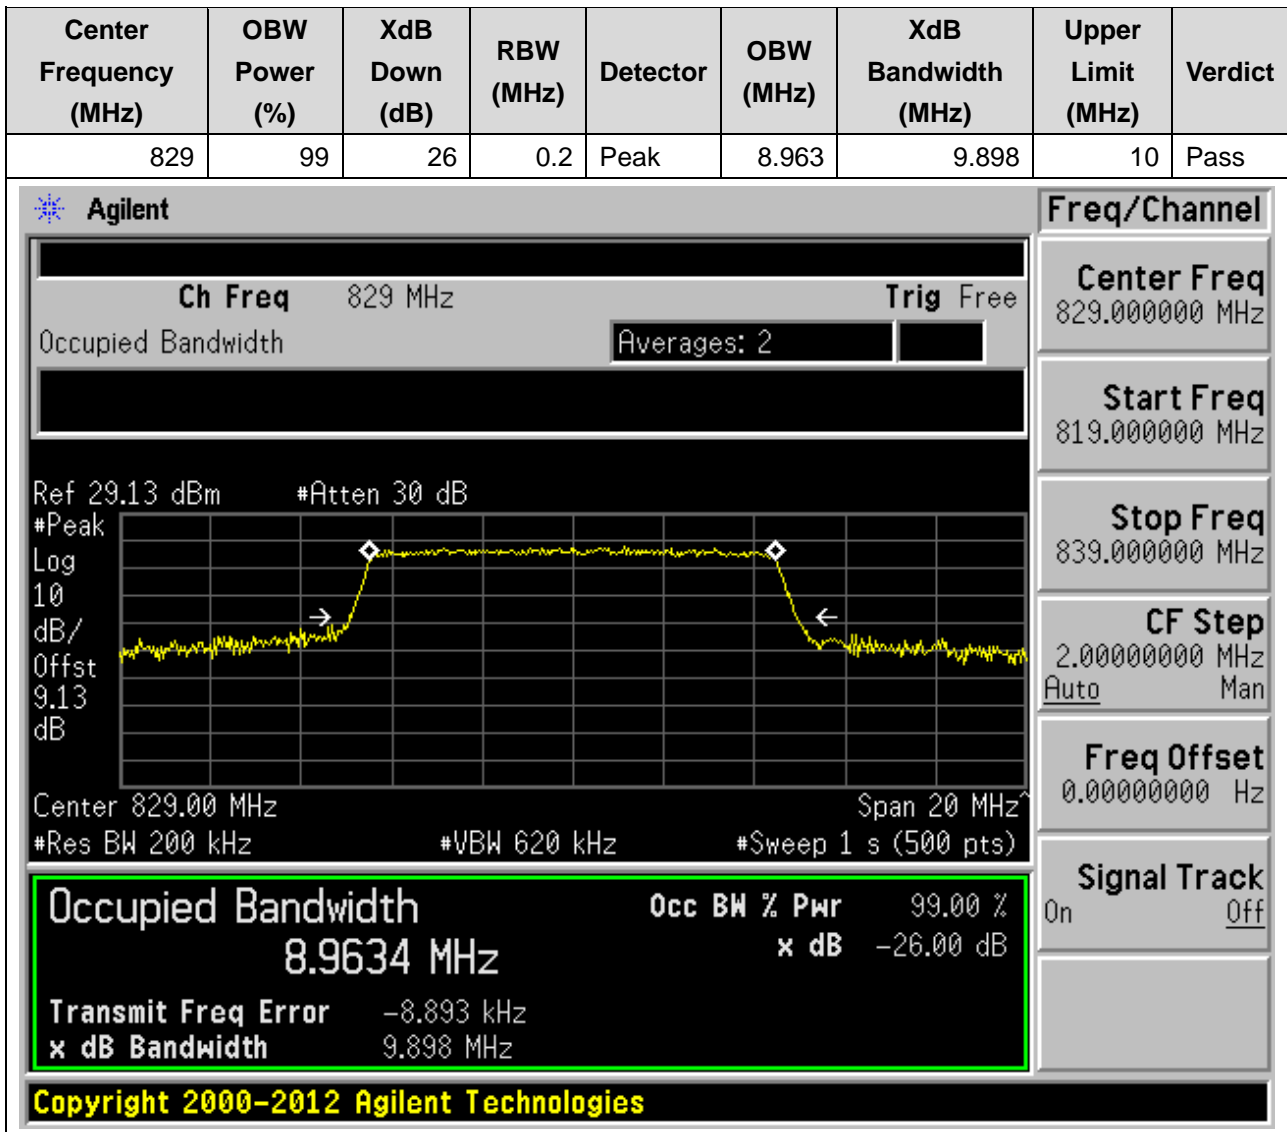 Center Frequency (MHz) OBW Power (%) XdB Down (dB) RBW (MHz) Detector OBW (MHz) XdB Bandwidth (MHz) Upper Limit (MHz) Verdict
829 99 26 0.2 Peak 8.963 9.898 10 Pass
Agilent
Freq/Channel
Ch Freq 829 MHz Trig Free
Occupied Bandwidth Averages: 2
Center Freq
829.000000 MHz
Start Freq
819.000000 MHz
Stop Freq
839.000000 MHz
CF Step
2.00000000 MHz
Auto Man
Freq Offset
0.00000000 Hz
Signal Track
On Off
Ref 29.13 dBm #Atten 30 dB
#Peak
Log
10
dB/
Offst
9.13
dB
Center 829.00 MHz Span 20 MHz^
#Res BW 200 kHz #VBW 620 kHz #Sweep 1 s (500 pts)
Occupied Bandwidth
8.9634 MHz
Occ BW % Pwr 99.00 %
x dB -26.00 dB
Transmit Freq Error -8.893 kHz
x dB Bandwidth 9.898 MHz
Copyright 2000-2012 Agilent Technologies